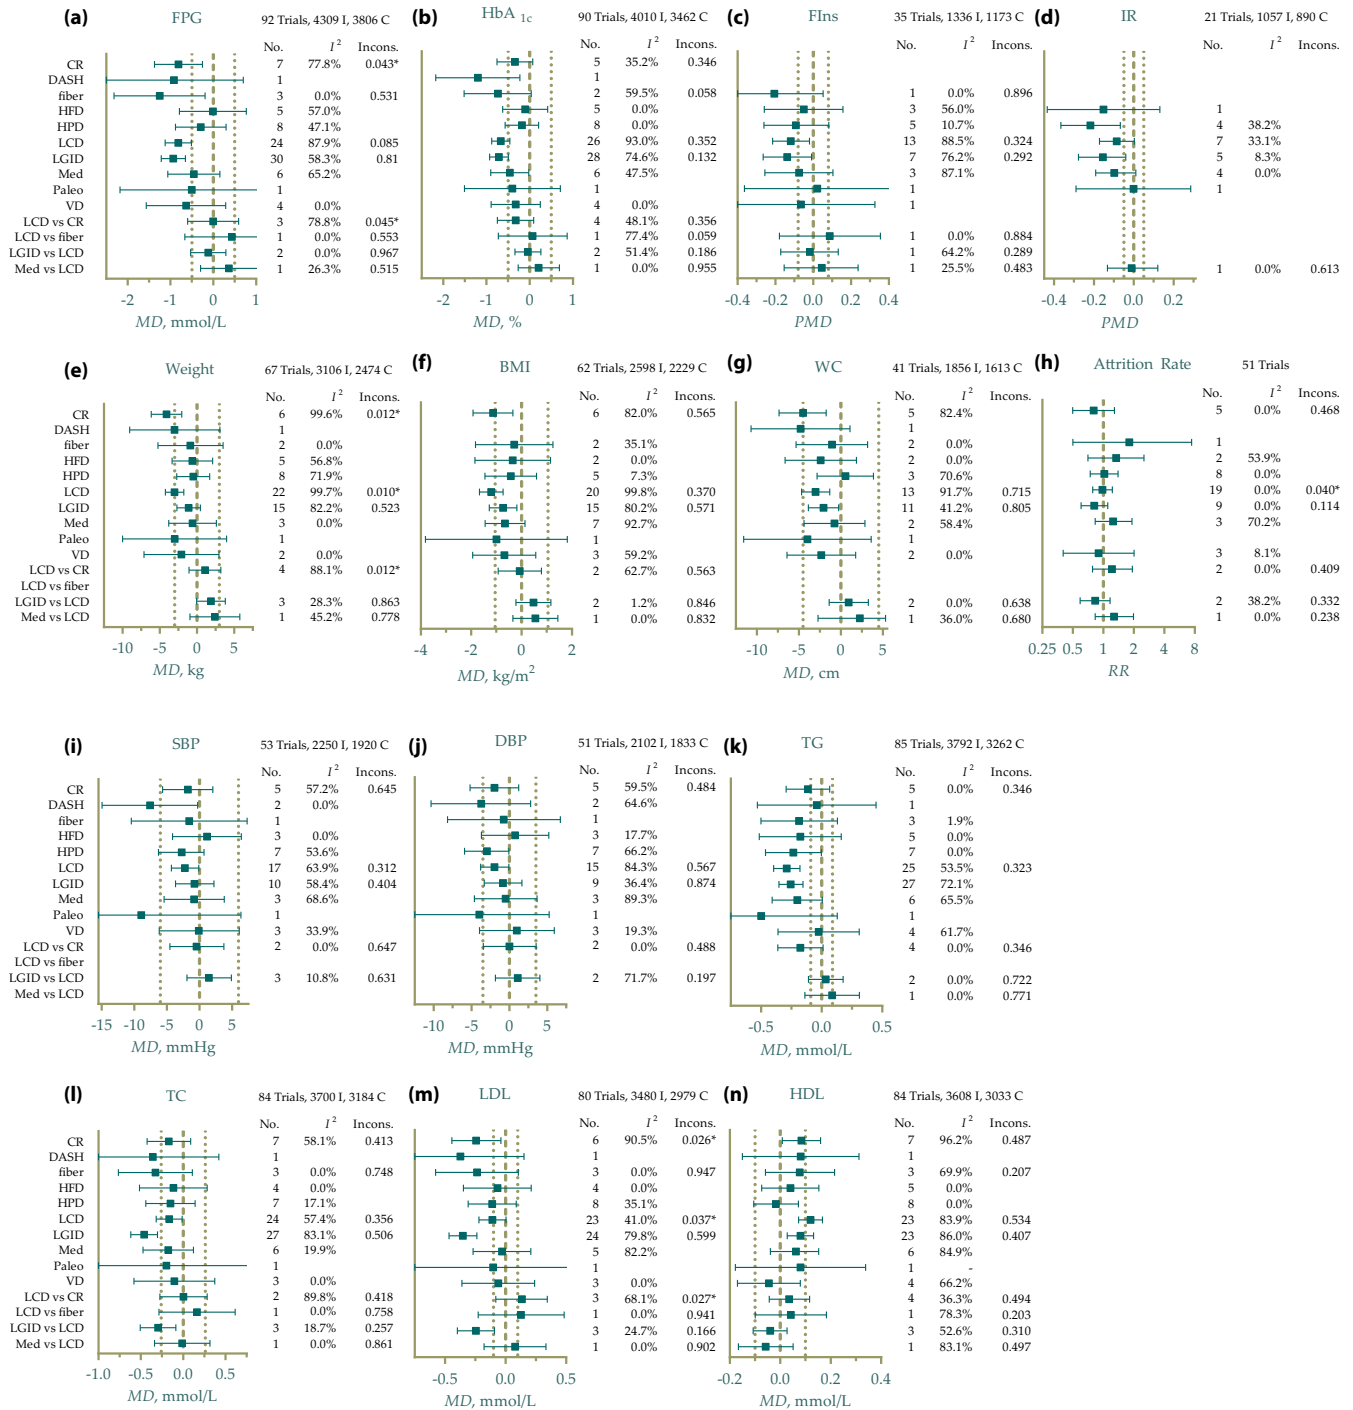 (a) FPG 92 Trials, 4309 I, 3806 C
No. I² Incons.
CR 7 77.8% 0.043*
DASH 1
fiber 3 0.0% 0.531
HFD 5 57.0%
HPD 8 47.1%
LCD 24 87.9% 0.085
LGID 30 58.3% 0.81
Med 6 65.2%
Paleo 1
VD 4 0.0%
LCD vs CR 3 78.8% 0.045*
LCD vs fiber 1 0.0% 0.553
LGID vs LCD 2 0.0% 0.967
Med vs LCD 1 26.3% 0.515
-2 -1 0 1
MD, mmol/L
(b) HbA 1c 90 Trials, 4010 I, 3462 C
No. I² Incons.
5 35.2% 0.346
1
2 59.5% 0.058
5 0.0%
8 0.0%
26 93.0% 0.352
28 74.6% 0.132
6 47.5%
1
4 0.0%
4 48.1% 0.356
1 77.4% 0.059
2 51.4% 0.186
1 0.0% 0.955
-2 -1 0 1
MD, %
(c) FIns 35 Trials, 1336 I, 1173 C
No. I² Incons.
1 0.0% 0.896
3 56.0%
5 10.7%
13 88.5% 0.324
7 76.2% 0.292
3 87.1%
1
1
1 0.0% 0.884
1 64.2% 0.289
1 25.5% 0.483
-0.4 -0.2 0.0 0.2 0.4
PMD
(d) IR 21 Trials, 1057 I, 890 C
No. I² Incons.
1
4 38.2%
7 33.1%
5 8.3%
4 0.0%
1
1 0.0% 0.613
-0.4 -0.2 0.0 0.2
PMD
(e) Weight 67 Trials, 3106 I, 2474 C
No. I² Incons.
CR 6 99.6% 0.012*
DASH 1
fiber 2 0.0%
HFD 5 56.8%
HPD 8 71.9%
LCD 22 99.7% 0.010*
LGID 15 82.2% 0.523
Med 3 0.0%
Paleo 1
VD 2 0.0%
LCD vs CR 4 88.1% 0.012*
LCD vs fiber
LGID vs LCD 3 28.3% 0.863
Med vs LCD 1 45.2% 0.778
-10 -5 0 5
MD, kg
(f) BMI 62 Trials, 2598 I, 2229 C
No. I² Incons.
6 82.0% 0.565
2 35.1%
2 0.0%
5 7.3%
20 99.8% 0.370
15 80.2% 0.571
7 92.7%
1
3 59.2%
2 62.7% 0.563
2 1.2% 0.846
1 0.0% 0.832
-4 -2 0 2
MD, kg/m²
(g) WC 41 Trials, 1856 I, 1613 C
No. I² Incons.
5 82.4%
1
2 0.0%
2 0.0%
3 70.6%
13 91.7% 0.715
11 41.2% 0.805
2 58.4%
1
2 0.0%
2 0.0% 0.638
1 36.0% 0.680
-10 -5 0 5
MD, cm
(h) Attrition Rate 51 Trials
No. I² Incons.
5 0.0% 0.468
1
2 53.9%
8 0.0%
19 0.0% 0.040*
9 0.0% 0.114
3 70.2%
3 8.1%
2 0.0% 0.409
2 38.2% 0.332
1 0.0% 0.238
0.25 0.5 1 2 4 8
RR
(i) SBP 53 Trials, 2250 I, 1920 C
No. I² Incons.
CR 5 57.2% 0.645
DASH 2 0.0%
fiber 1
HFD 3 0.0%
HPD 7 53.6%
LCD 17 63.9% 0.312
LGID 10 58.4% 0.404
Med 3 68.6%
Paleo 1
VD 3 33.9%
LCD vs CR 2 0.0% 0.647
LCD vs fiber
LGID vs LCD 3 10.8% 0.631
Med vs LCD
-15 -10 -5 0 5
MD, mmHg
(j) DBP 51 Trials, 2102 I, 1833 C
No. I² Incons.
5 59.5% 0.484
2 64.6%
1
3 17.7%
7 66.2%
15 84.3% 0.567
9 36.4% 0.874
3 89.3%
1
3 19.3%
2 0.0% 0.488
2 71.7% 0.197
-10 -5 0 5
MD, mmHg
(k) TG 85 Trials, 3792 I, 3262 C
No. I² Incons.
5 0.0% 0.346
1
3 1.9%
5 0.0%
7 0.0%
25 53.5% 0.323
27 72.1%
6 65.5%
1
4 61.7%
4 0.0% 0.346
2 0.0% 0.722
1 0.0% 0.771
-0.5 0.0 0.5
MD, mmol/L
(l) TC 84 Trials, 3700 I, 3184 C
No. I² Incons.
CR 7 58.1% 0.413
DASH 1
fiber 3 0.0% 0.748
HFD 4 0.0%
HPD 7 17.1%
LCD 24 57.4% 0.356
LGID 27 83.1% 0.506
Med 6 19.9%
Paleo 1
VD 3 0.0%
LCD vs CR 2 89.8% 0.418
LCD vs fiber 1 0.0% 0.758
LGID vs LCD 3 18.7% 0.257
Med vs LCD 1 0.0% 0.861
-1.0 -0.5 0.0 0.5
MD, mmol/L
(m) LDL 80 Trials, 3480 I, 2979 C
No. I² Incons.
6 90.5% 0.026*
1
3 0.0% 0.947
4 0.0%
8 35.1%
23 41.0% 0.037*
24 79.8% 0.599
5 82.2%
1
3 0.0%
3 68.1% 0.027*
1 0.0% 0.941
3 24.7% 0.166
1 0.0% 0.902
-0.5 0.0 0.5
MD, mmol/L
(n) HDL 84 Trials, 3608 I, 3033 C
No. I² Incons.
7 96.2% 0.487
1
3 69.9% 0.207
5 0.0%
8 0.0%
23 83.9% 0.534
23 86.0% 0.407
6 84.9%
1 -
4 66.2%
4 36.3% 0.494
1 78.3% 0.203
3 52.6% 0.310
1 83.1% 0.497
-0.2 0.0 0.2 0.4
MD, mmol/L